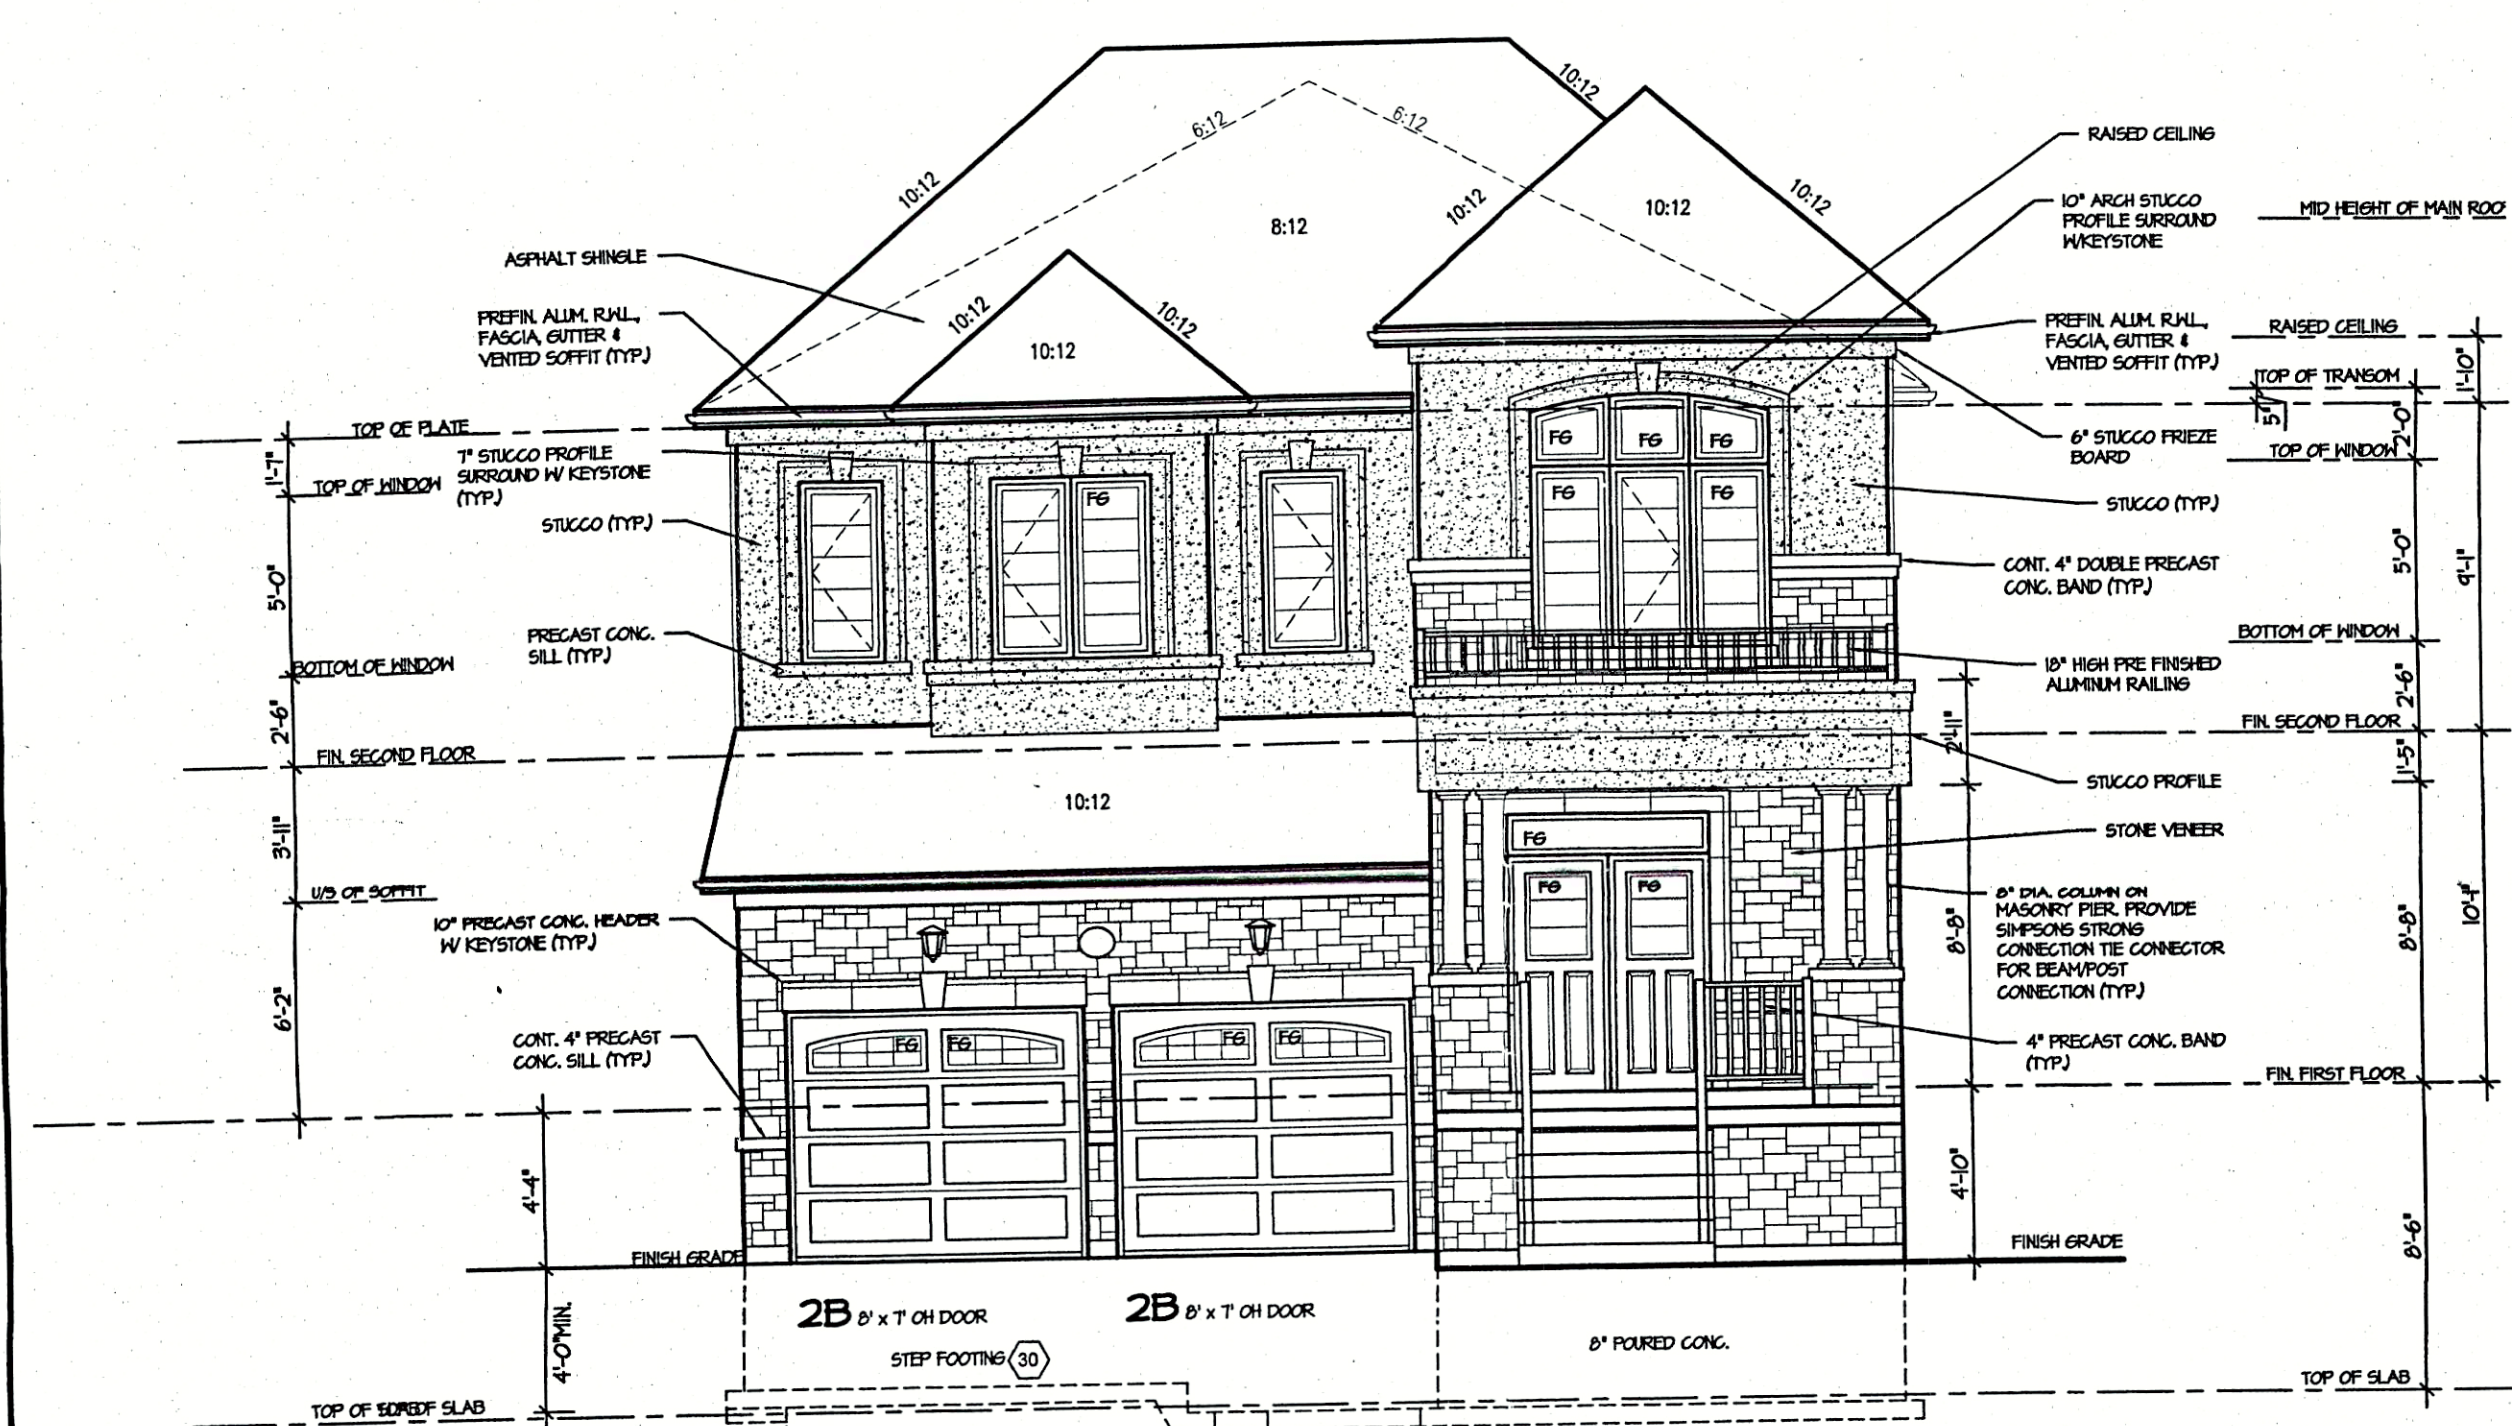 10:12
6:12
6:12
10:12
10:12
10:12
10:12
10:12
8:12
10:12
10:12
10:12
10:12
ASPHALT SHINGLE
PREFIN. ALUM. R.W.L.,
FASCIA, GUTTER &
VENTED SOFFIT (TYP.)
TOP OF PLATE
7" STUCCO PROFILE
SURROUND W/ KEYSTONE
(TYP.)
1'-7"
TOP OF WINDOW
STUCCO (TYP.)
5'-0"
PRECAST CONC.
SILL (TYP.)
BOTTOM OF WINDOW
2'-6"
FIN. SECOND FLOOR
3'-11"
U/S OF SOFFIT
10" PRECAST CONC. HEADER
W/ KEYSTONE (TYP.)
6'-2"
CONT. 4" PRECAST
CONC. SILL (TYP.)
4'-4"
FINISH GRADE
4'-0" MIN.
TOP OF SLAB
FG
FG
FG
FG
FG
FG
FG
FG
FG
FG
FG
FG
FG
RAISED CEILING
10" ARCH STUCCO
PROFILE SURROUND
W/KEYSTONE
MID HEIGHT OF MAIN ROO
PREFIN. ALUM. R.W.L.,
FASCIA, GUTTER &
VENTED SOFFIT (TYP.)
RAISED CEILING
1'-10"
TOP OF TRANSOM
5"
2'-0"
6" STUCCO FRIEZE
BOARD
TOP OF WINDOW
STUCCO (TYP.)
CONT. 4" DOUBLE PRECAST
CONC. BAND (TYP.)
5'-0"
9'-1"
BOTTOM OF WINDOW
18" HIGH PRE FINISHED
ALUMINUM RAILING
2'-6"
FIN. SECOND FLOOR
2'-11"
1'-5"
STUCCO PROFILE
STONE VENEER
8" DIA. COLUMN ON
MASONRY PIER. PROVIDE
SIMPSONS STRONG
CONNECTION TIE CONNECTOR
FOR BEAM/POST
CONNECTION (TYP.)
8'-8"
8'-8"
10'-1"
4" PRECAST CONC. BAND
(TYP.)
FIN. FIRST FLOOR
4'-10"
8'-6"
FINISH GRADE
2B 8' x 7' OH DOOR
2B 8' x 7' OH DOOR
STEP FOOTING 30
8" POURED CONC.
TOP OF SLAB